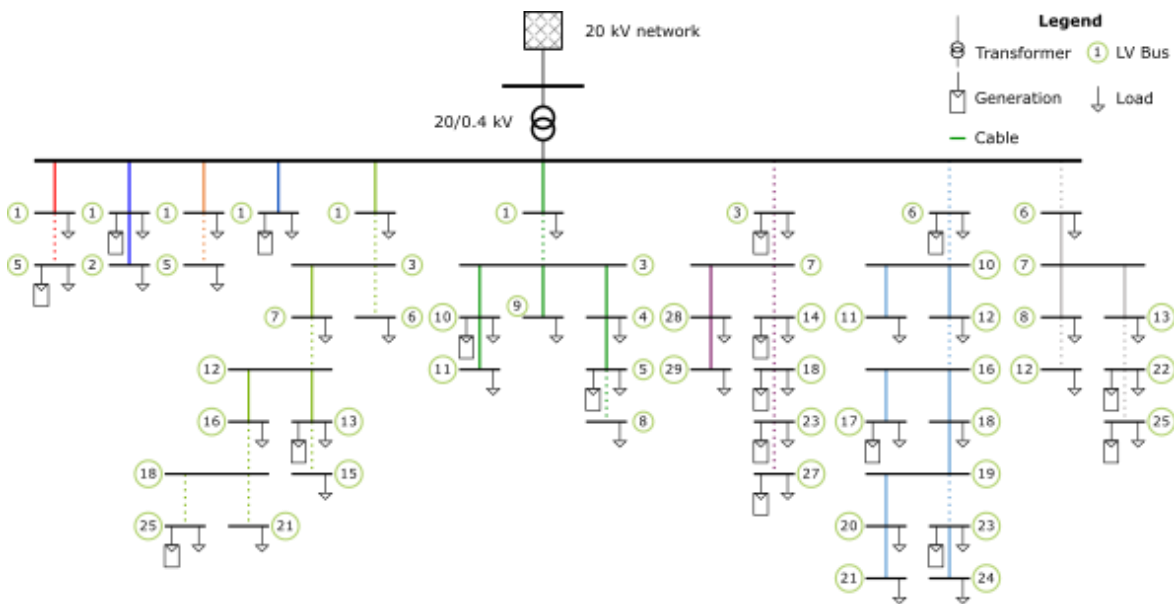 20 kV network
Legend
Transformer
1 LV Bus
Generation
Load
20/0.4 kV
Cable
1 1 1 1 1 1 3 6 6
5 2 5 3 3 7 10 7
7 6 10 9 4 28 14 11 12 8 13
12 11 5 29 18 16 12 22
16 13 8 23 17 18 25
18 15 27 19
25 21 20 23
21 24